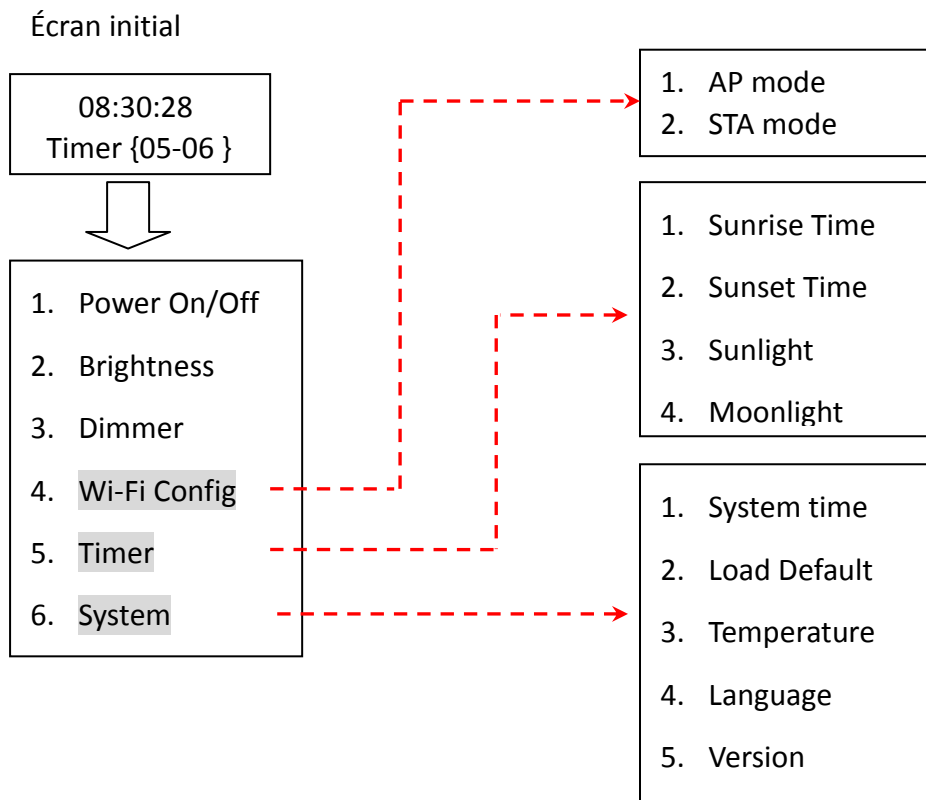 Écran initial
08:30:28
Timer {05-06 }
1. Power On/Off
2. Brightness
3. Dimmer
4. Wi-Fi Config
5. Timer
6. System
1. AP mode
2. STA mode
1. Sunrise Time
2. Sunset Time
3. Sunlight
4. Moonlight
1. System time
2. Load Default
3. Temperature
4. Language
5. Version